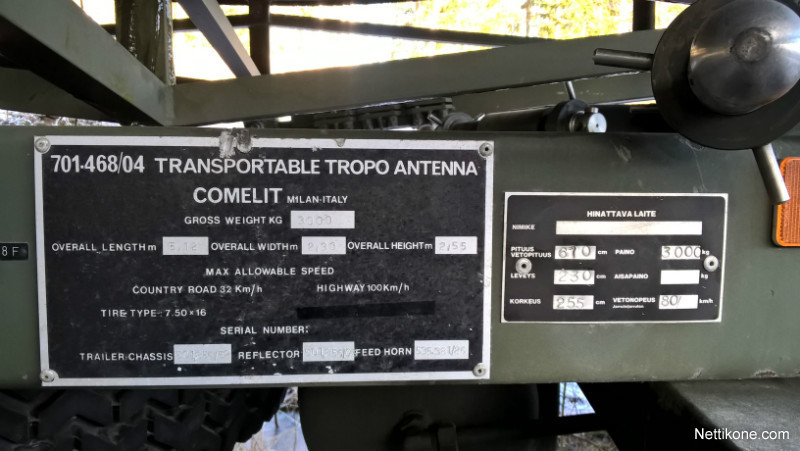 701-468/04 TRANSPORTABLE TROPO ANTENNA
COMELIT MILAN-ITALY
GROSS WEIGHT KG 3000
OVERALL LENGTH m OVERALL WIDTH m 2,30 OVERALL HEIGHT m 2,55
MAX ALLOWABLE SPEED
COUNTRY ROAD 32 Km/h HIGHWAY 100 Km/h
TIRE TYPE: 7.50×16
SERIAL NUMBER:
TRAILER/CHASSIS REFLECTOR FEED HORN
8 F
HINATTAVA LAITE
NIMIKE
PITUUS
VETOPITUUS 670 cm PAINO 3000 kg
LEVEYS 230 cm AISAPAINO kg
KORKEUS 255 cm VETONOPEUS 80 km/h
Nettikone.com